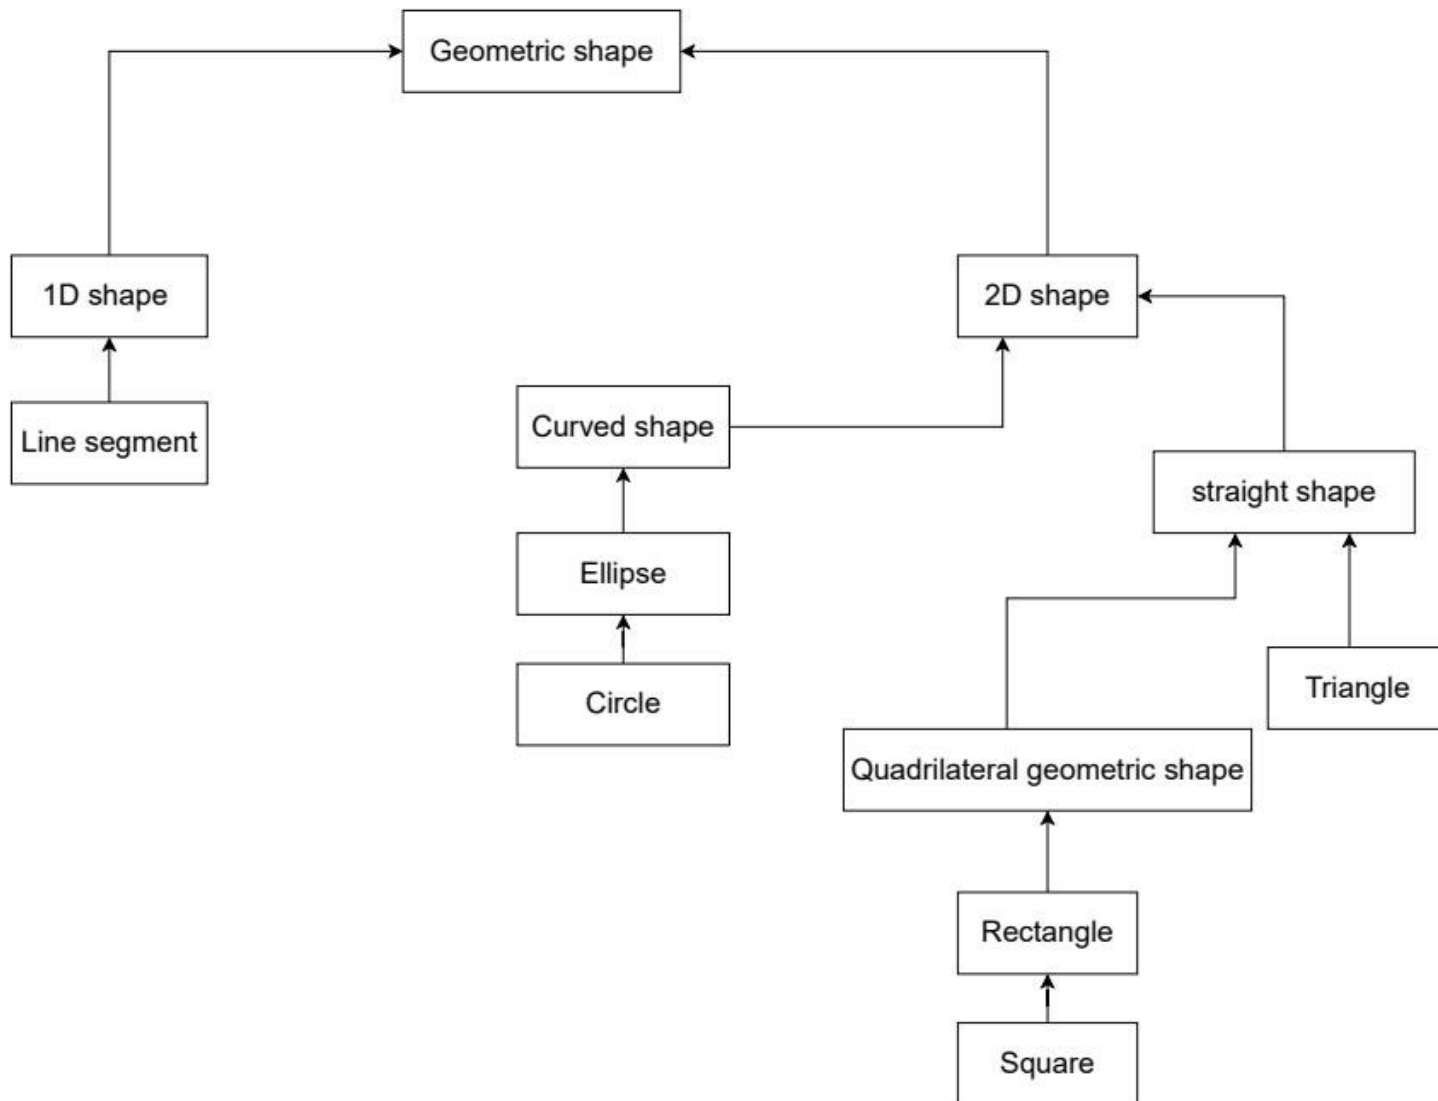 Geometric shape
1D shape
2D shape
Line segment
Curved shape
straight shape
Ellipse
Circle
Triangle
Quadrilateral geometric shape
Rectangle
Square